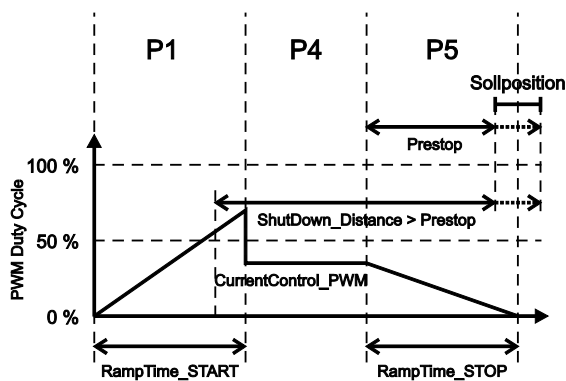 P1 P4 P5
Sollposition
Prestop
100 %
ShutDown_Distance > Prestop
50 %
CurrentControl_PWM
0 %
PWM Duty Cycle
RampTime_START RampTime_STOP